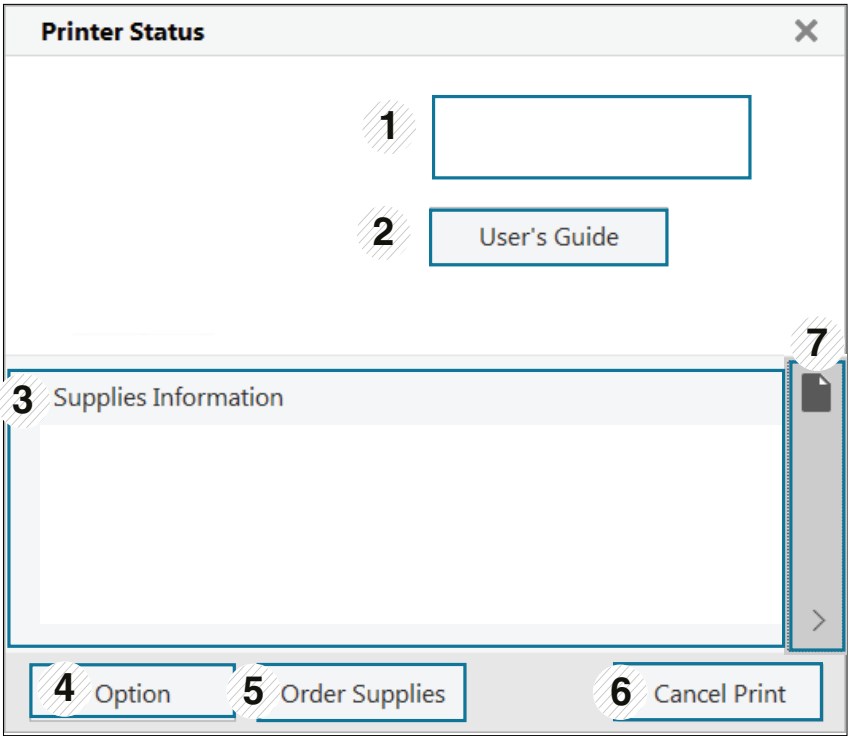 Printer Status
1
2 User's Guide
7
3 Supplies Information
4 Option 5 Order Supplies 6 Cancel Print